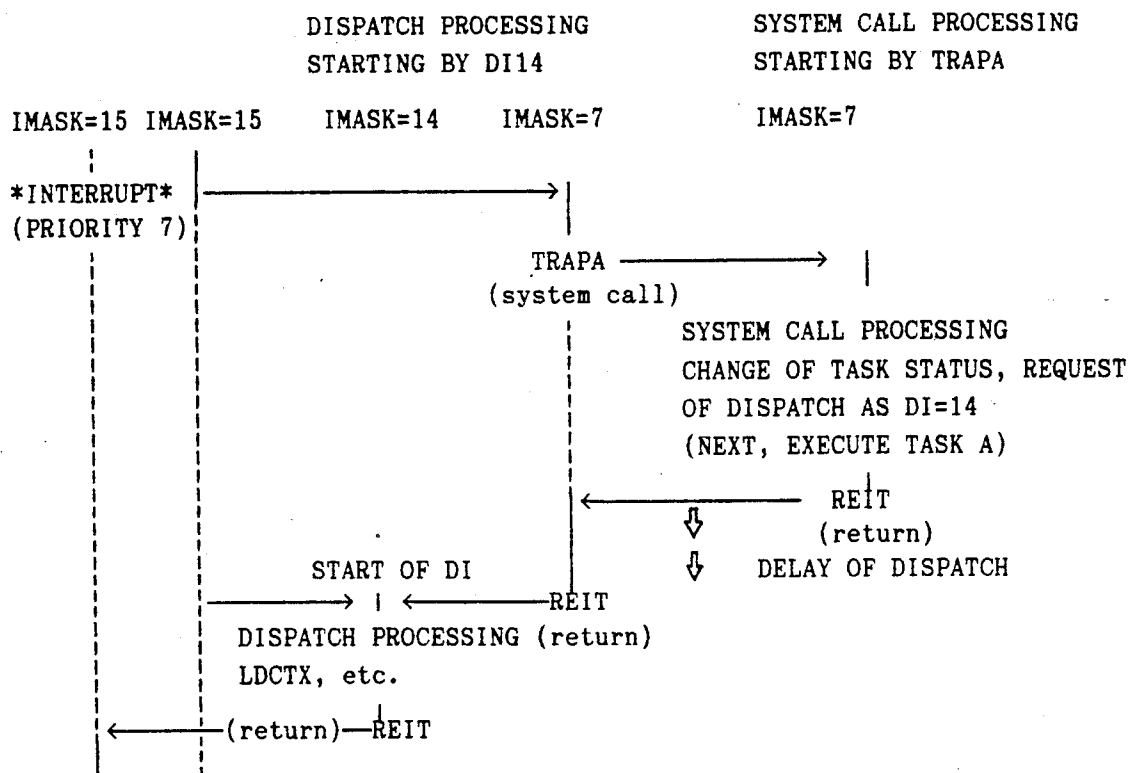 DISPATCH PROCESSING SYSTEM CALL PROCESSING
STARTING BY DI14 STARTING BY TRAPA
IMASK=15 IMASK=15 IMASK=14 IMASK=7 IMASK=7
*INTERRUPT*
(PRIORITY 7)
TRAPA
(system call)
SYSTEM CALL PROCESSING
CHANGE OF TASK STATUS, REQUEST
OF DISPATCH AS DI=14
(NEXT, EXECUTE TASK A)
REIT
(return)
START OF DI DELAY OF DISPATCH
REIT
DISPATCH PROCESSING (return)
LDCTX, etc.
(return) REIT